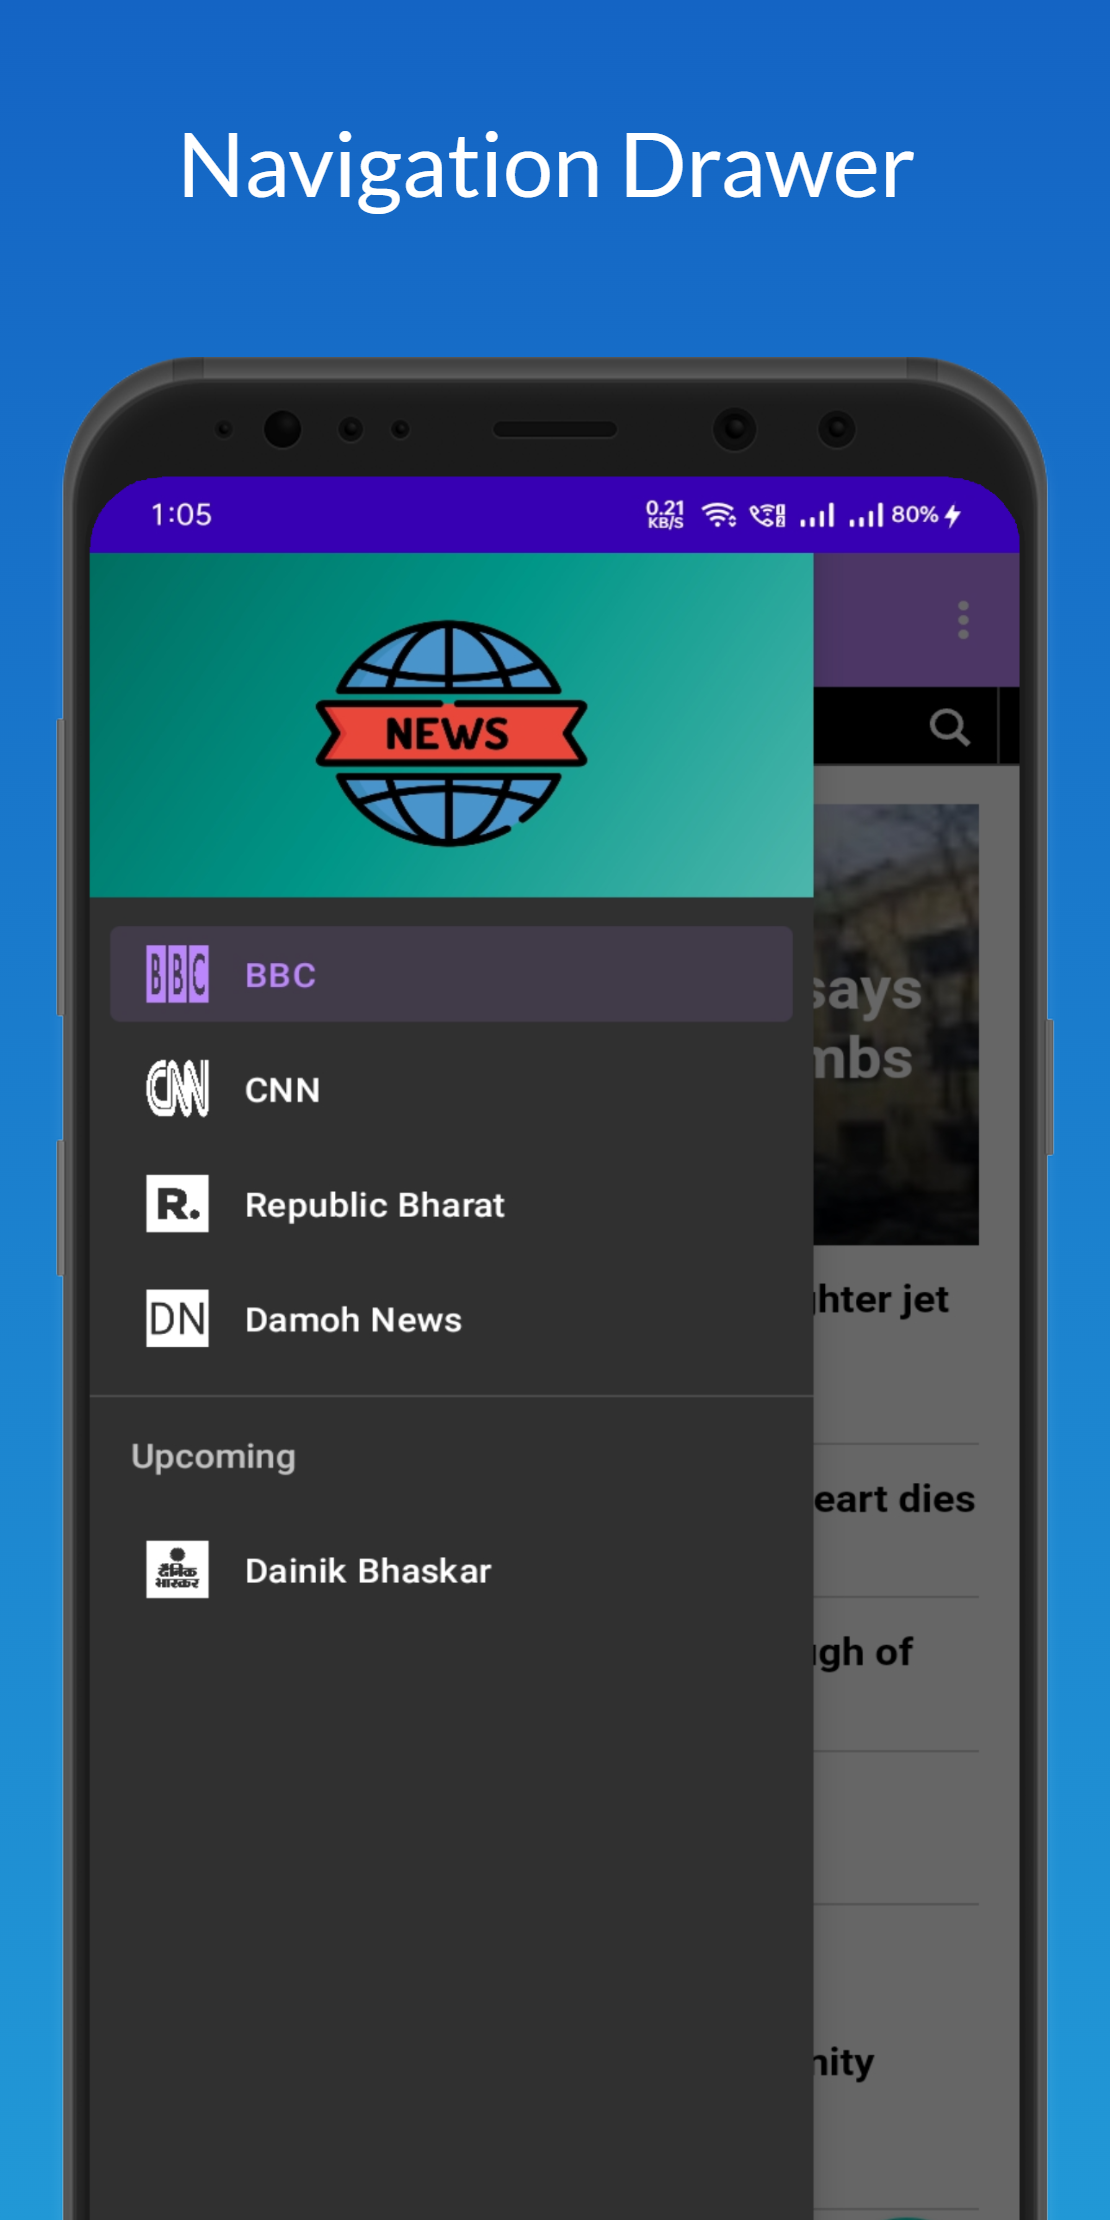 Navigation Drawer
1:05
0.21
KB/S
80%
NEWS
BBC BBC
CNN CNN
R. Republic Bharat
DN Damoh News
Upcoming
दैनिक
भास्कर
Dainik Bhaskar
says
mbs
hter jet
eart dies
gh of
nity